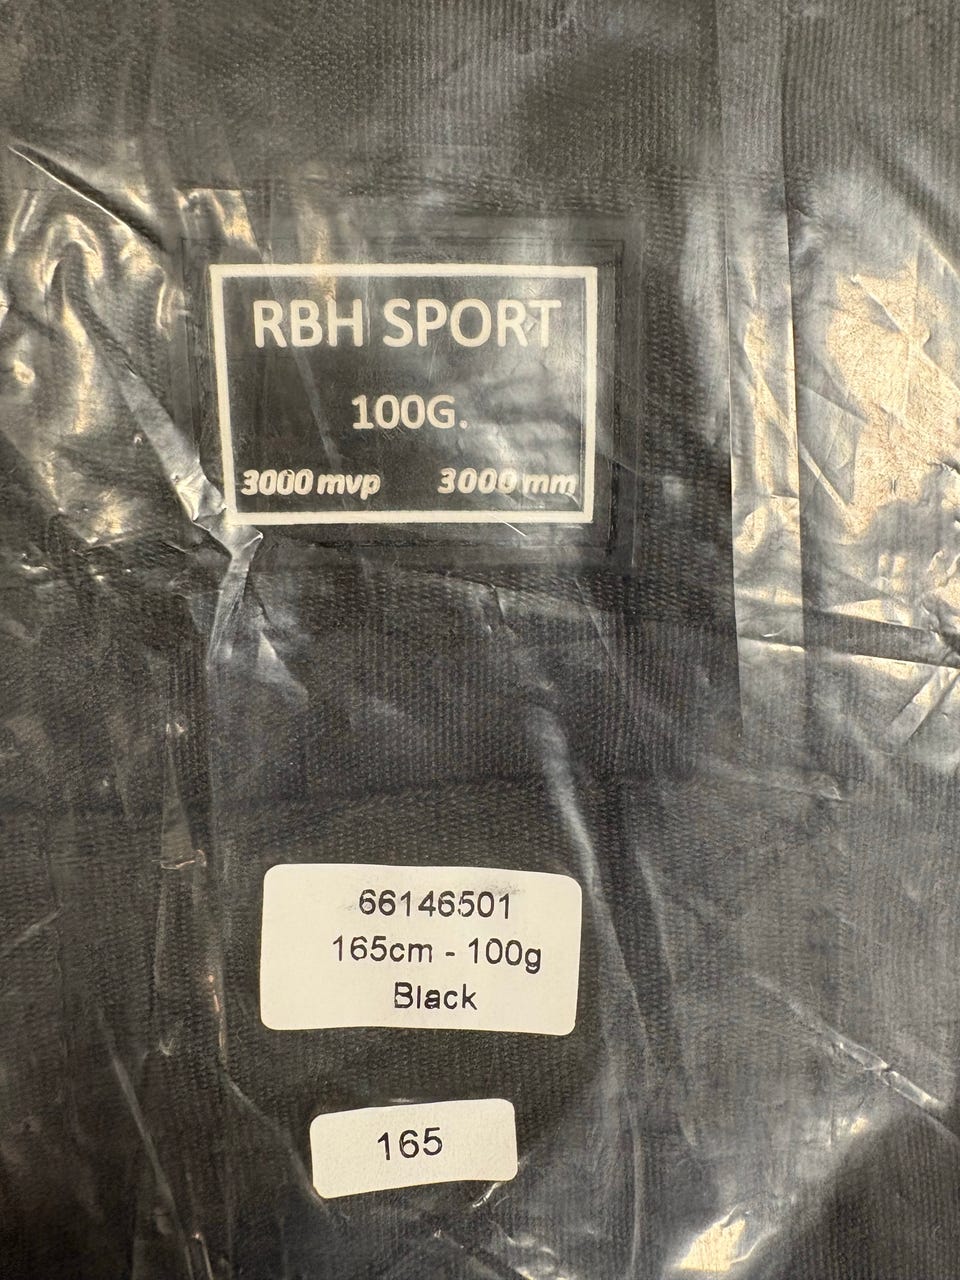 RBH SPORT
100G.
3000 mvp 3000 mm
66146501
165cm - 100g
Black
165